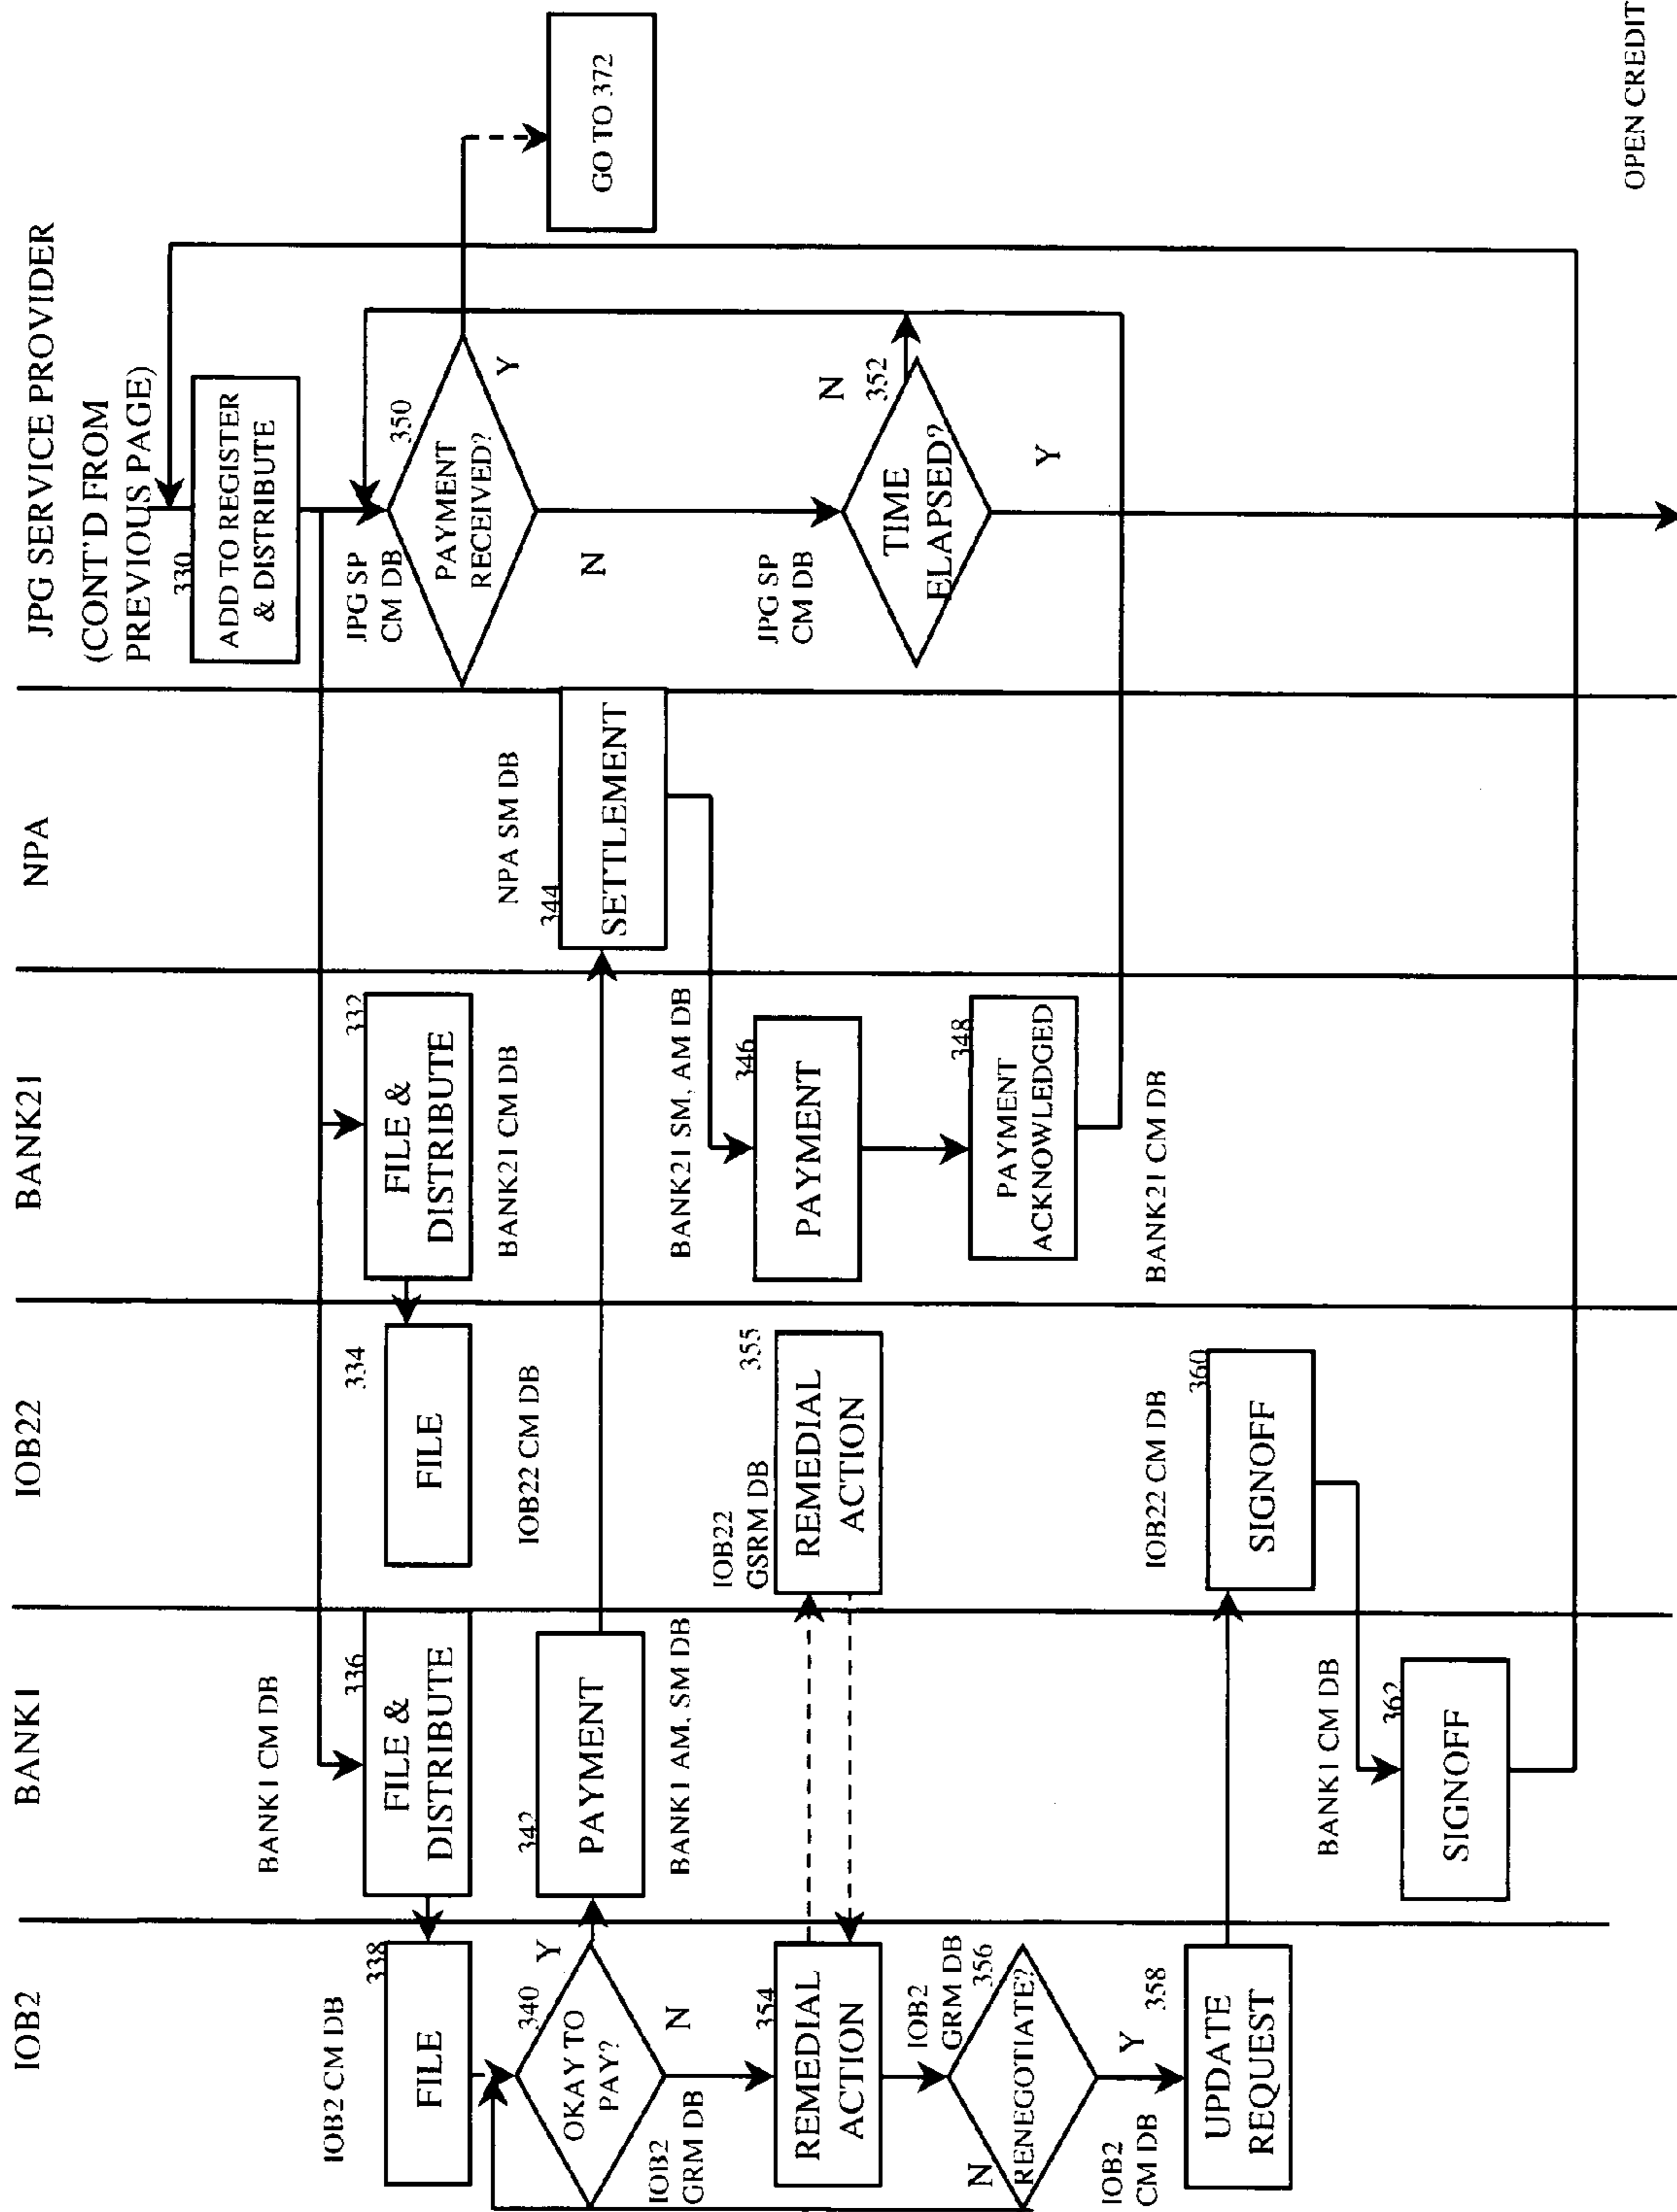 IOB2
BANK1
IOB22
BANK21
NPA
JPG SERVICE PROVIDER
(CONT'D FROM
PREVIOUS PAGE)
330
ADD TO REGISTER
& DISTRIBUTE
IOB2 CM DB
338
FILE
BANK1 CM DB
336
FILE &
DISTRIBUTE
334
FILE
IOB22 CM DB
332
FILE &
DISTRIBUTE
BANK21 CM DB
JPG SP
CM DB
350
PAYMENT
RECEIVED?
Y
N
GO TO 372
340
OKAY TO
PAY?
Y
N
IOB2
GRM DB
342
PAYMENT
BANK1 AM, SM DB
NPA SM DB
344
SETTLEMENT
354
REMEDIAL
ACTION
IOB22
GSRM DB
355
REMEDIAL
ACTION
BANK21 SM, AM DB
346
PAYMENT
348
PAYMENT
ACKNOWLEDGED
BANK21 CM DB
JPG SP
CM DB
N
352
TIME
ELAPSED?
Y
IOB2
GRM DB
356
RENEGOTIATE?
N
Y
IOB2
CM DB
358
UPDATE
REQUEST
IOB22 CM DB
360
SIGNOFF
BANK1 CM DB
362
SIGNOFF
OPEN CREDIT